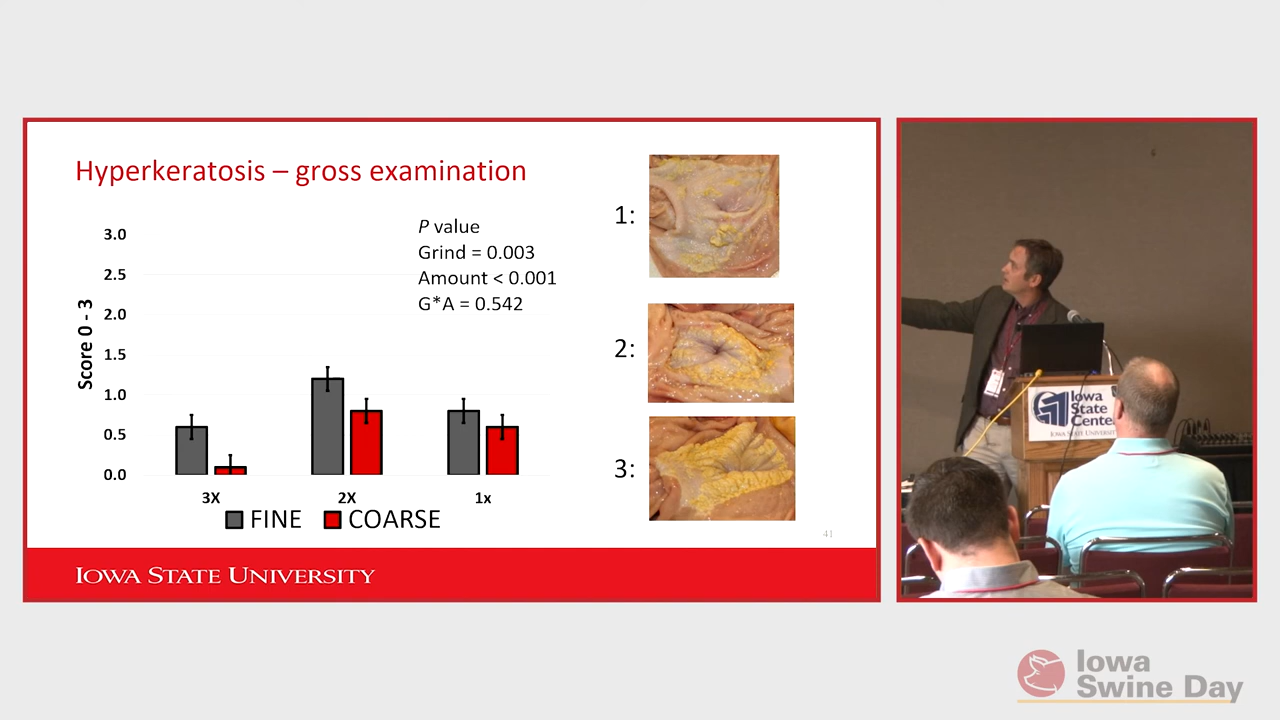 Hyperkeratosis – gross examination
P value
Grind = 0.003
Amount < 0.001
G*A = 0.542
3.0
2.5
2.0
1.5
1.0
0.5
0.0
Score 0 - 3
3X
2X
1x
FINE
COARSE
1:
2:
3:
41
IOWA STATE UNIVERSITY
Iowa
State
IOWA STATE UNIVERSITY
Iowa
Swine Day